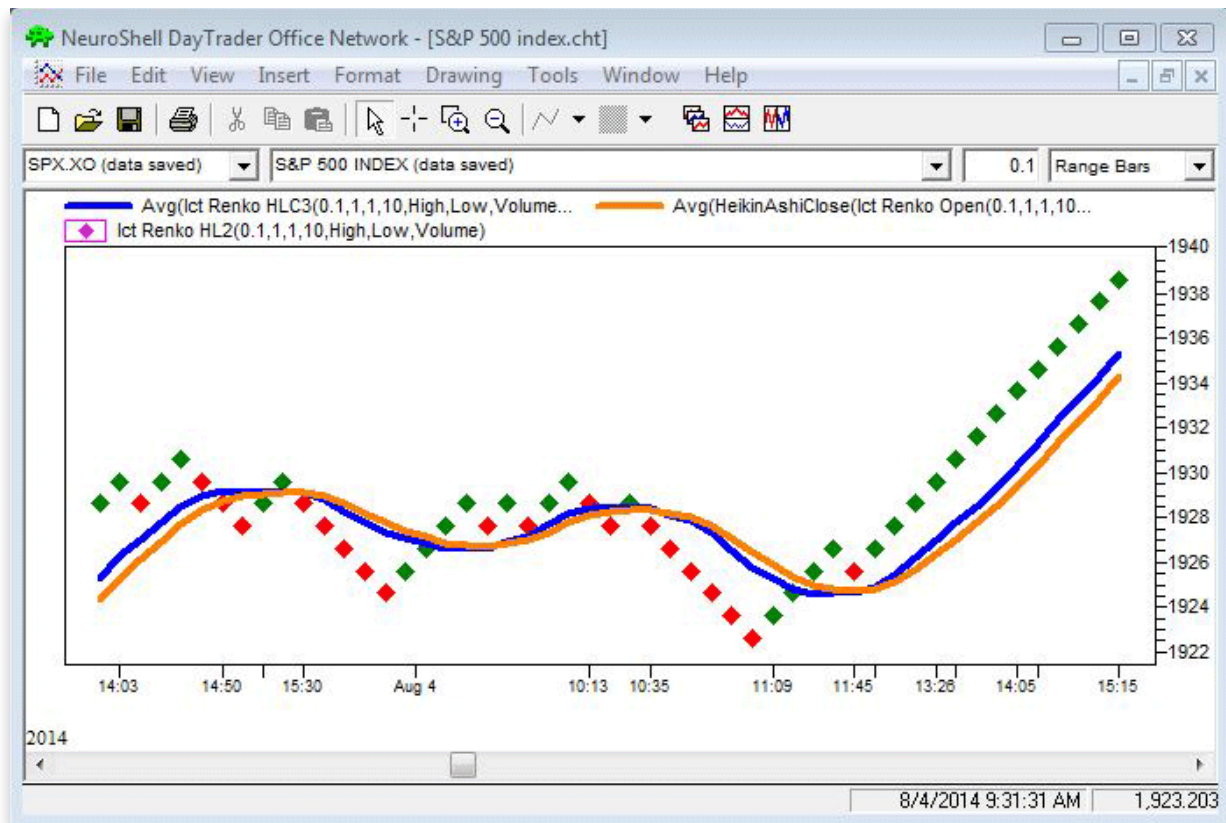 NeuroShell DayTrader Office Network - [S&P 500 index.cht]
File Edit View Insert Format Drawing Tools Window Help
SPX.XO (data saved) S&P 500 INDEX (data saved) 0.1 Range Bars
Avg(Ict Renko HLC3(0.1,1,1,10,High,Low,Volume... Avg(HeikinAshiClose(Ict Renko Open(0.1,1,1,10...
Ict Renko HL2(0.1,1,1,10,High,Low,Volume)
1940
1938
1936
1934
1932
1930
1928
1926
1924
1922
14:03 14:50 15:30 Aug 4 10:13 10:35 11:09 11:45 13:26 14:05 15:15
2014
8/4/2014 9:31:31 AM 1,923.203